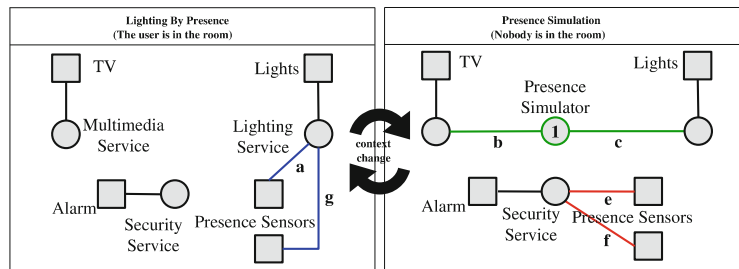 Lighting By Presence
(The user is in the room)
TV
Lights
Multimedia
Service
Lighting
Service
a
g
Alarm
Security
Service
Presence Sensors
context
change
Presence Simulation
(Nobody is in the room)
TV
Lights
Presence
Simulator
1
b
c
Alarm
Security
Service
e
Presence Sensors
f